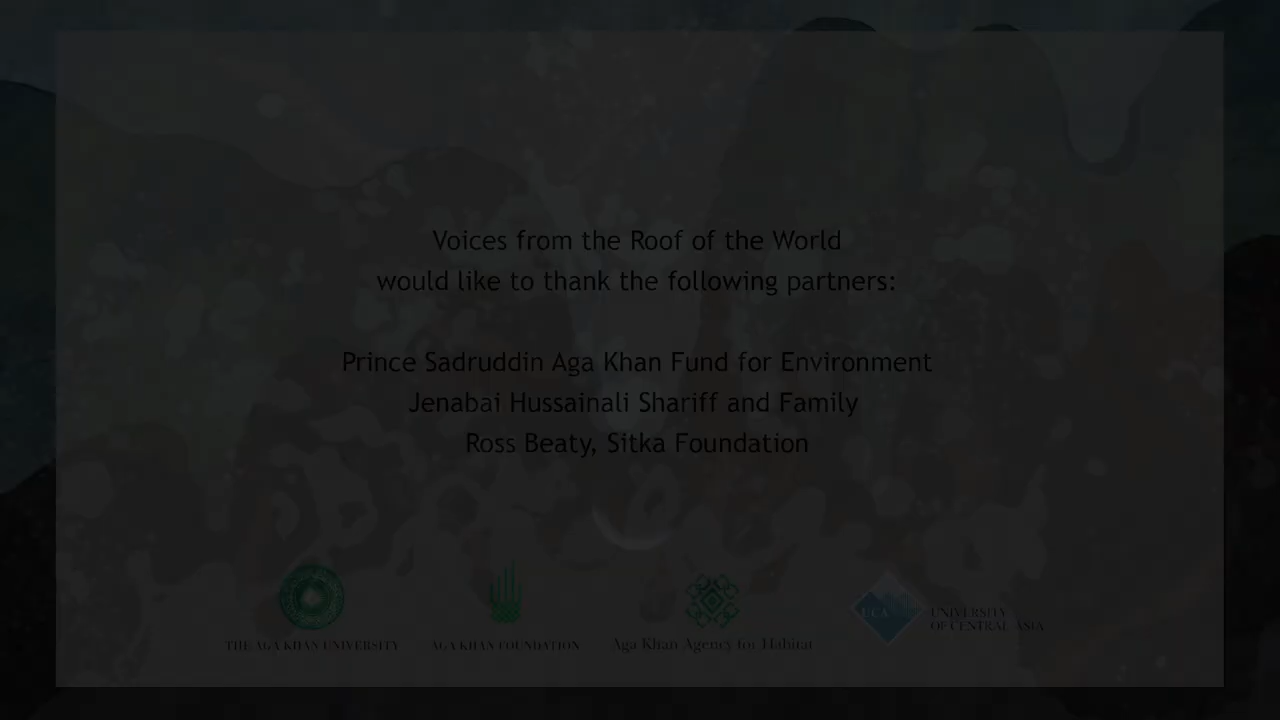 Voices from the Roof of the World
would like to thank the following partners:
Prince Sadruddin Aga Khan Fund for Environment
Jenabai Hussainali Shariff and Family
Ross Beaty, Sitka Foundation
THE AGA KHAN UNIVERSITY
AGA KHAN FOUNDATION
Aga Khan Agency for Habitat
UCA
UNIVERSITY
OF CENTRAL ASIA